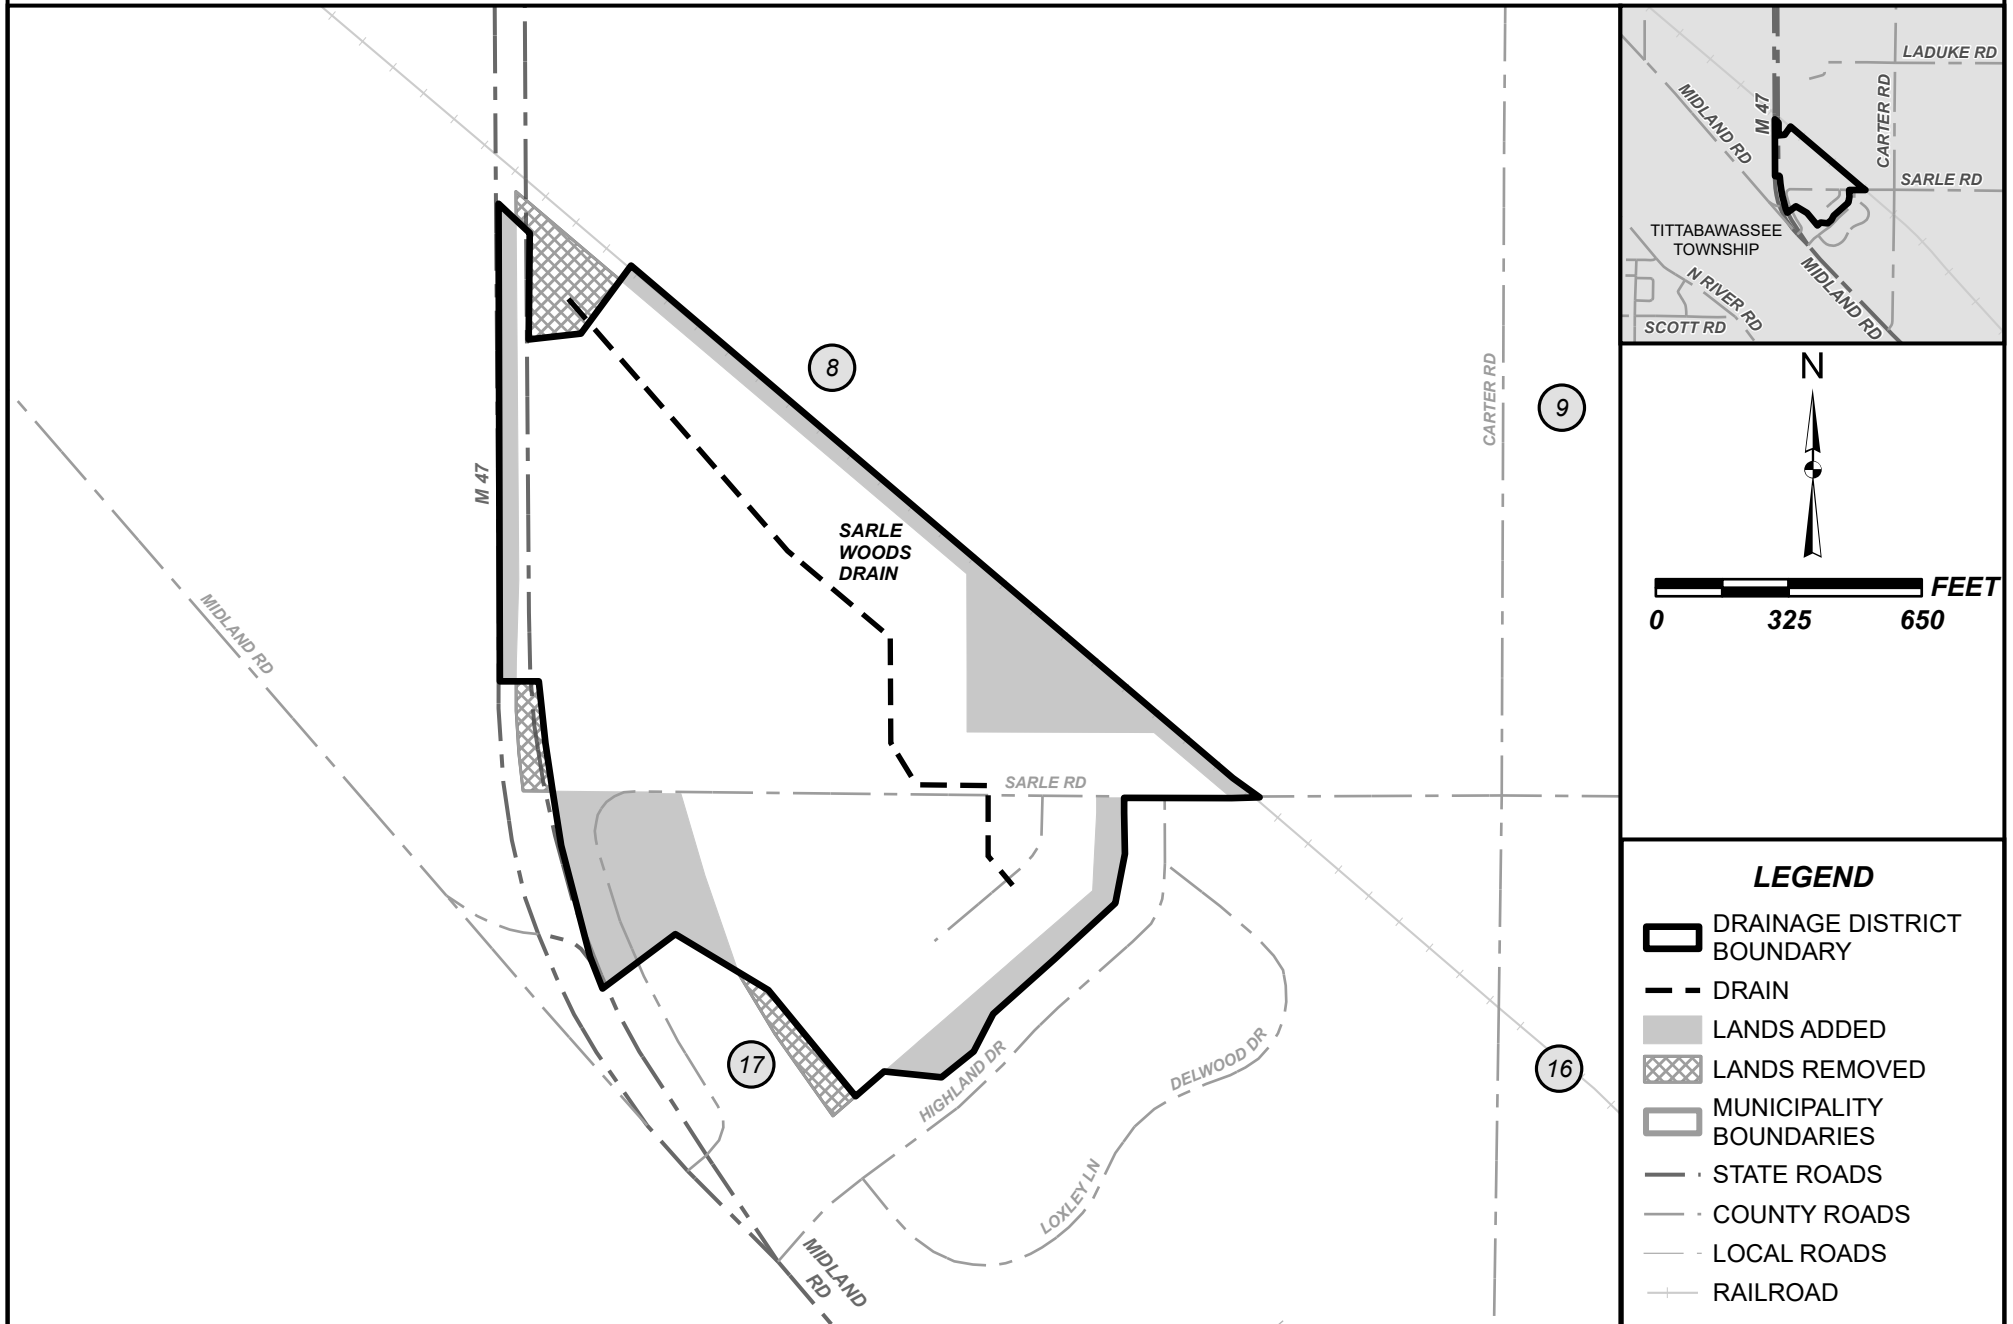 8
9
CARTER RD
M 47
SARLE
WOODS
DRAIN
MIDLAND RD
SARLE RD
17
16
HIGHLAND DR
DELWOOD DR
LOXLEY LN
MIDLAND
RD
LADUKE RD
MIDLAND RD
M 47
CARTER RD
SARLE RD
TITTABAWASSEE
TOWNSHIP
N RIVER RD
MIDLAND RD
SCOTT RD
N
FEET
0 325 650
LEGEND
DRAINAGE DISTRICT
BOUNDARY
DRAIN
LANDS ADDED
LANDS REMOVED
MUNICIPALITY
BOUNDARIES
STATE ROADS
COUNTY ROADS
LOCAL ROADS
RAILROAD